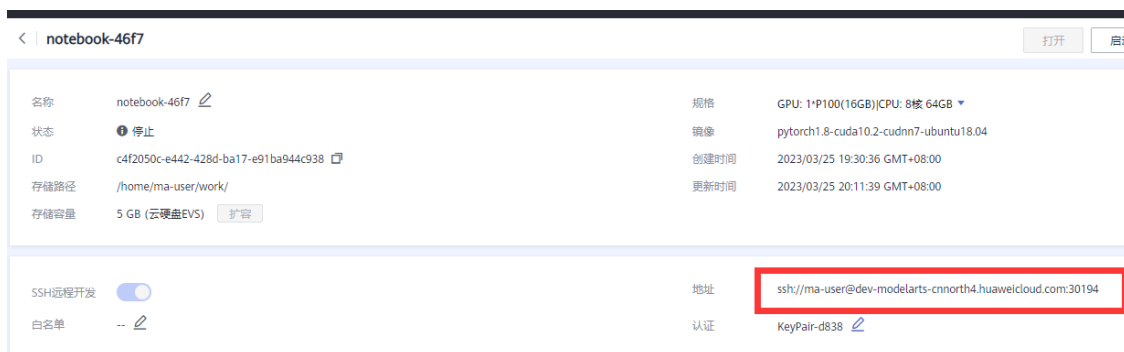 notebook-46f7
打开
名称 notebook-46f7
规格 GPU: 1*P100(16GB)|CPU: 8核 64GB
状态 停止
镜像 pytorch1.8-cuda10.2-cudnn7-ubuntu18.04
ID c4f2050c-e442-428d-ba17-e91ba944c938
创建时间 2023/03/25 19:30:36 GMT+08:00
存储路径 /home/ma-user/work/
更新时间 2023/03/25 20:11:39 GMT+08:00
存储容量 5 GB (云硬盘EVS) 扩容
SSH远程开发
地址 ssh://ma-user@dev-modelarts-cnnorth4.huaweicloud.com:30194
白名单 --
认证 KeyPair-d838